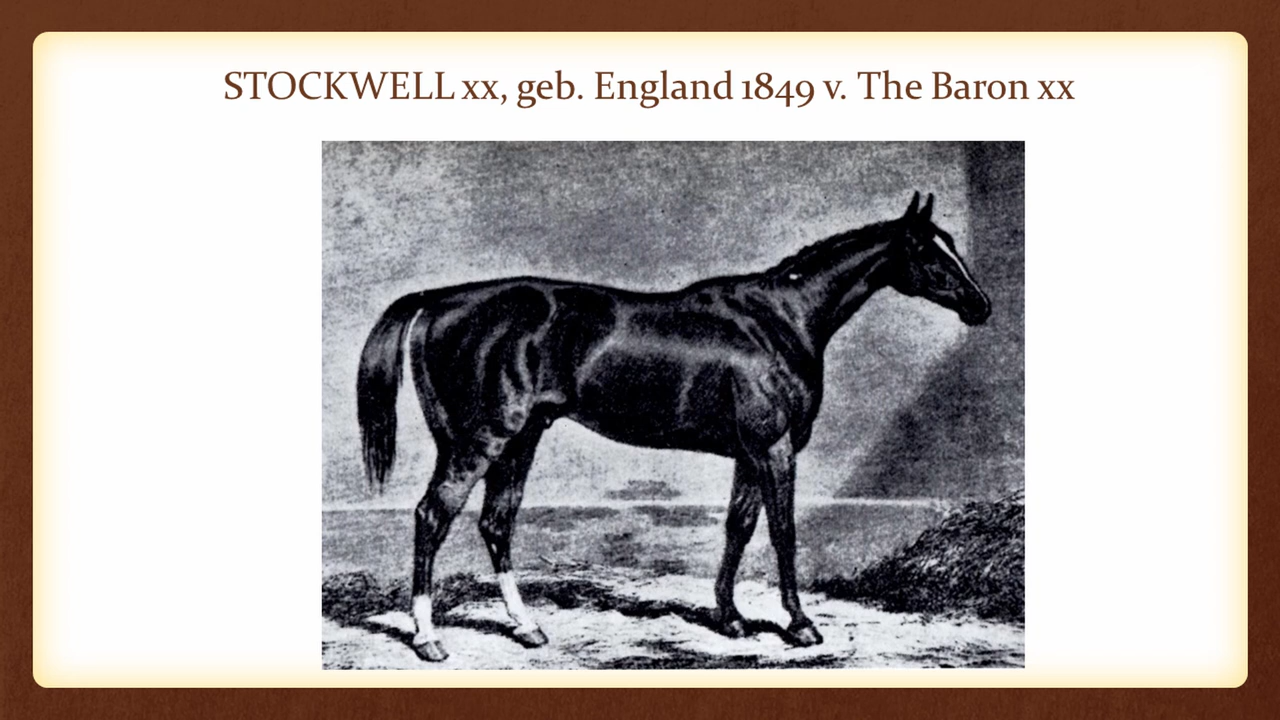 STOCKWELL xx, geb. England 1849 v. The Baron xx